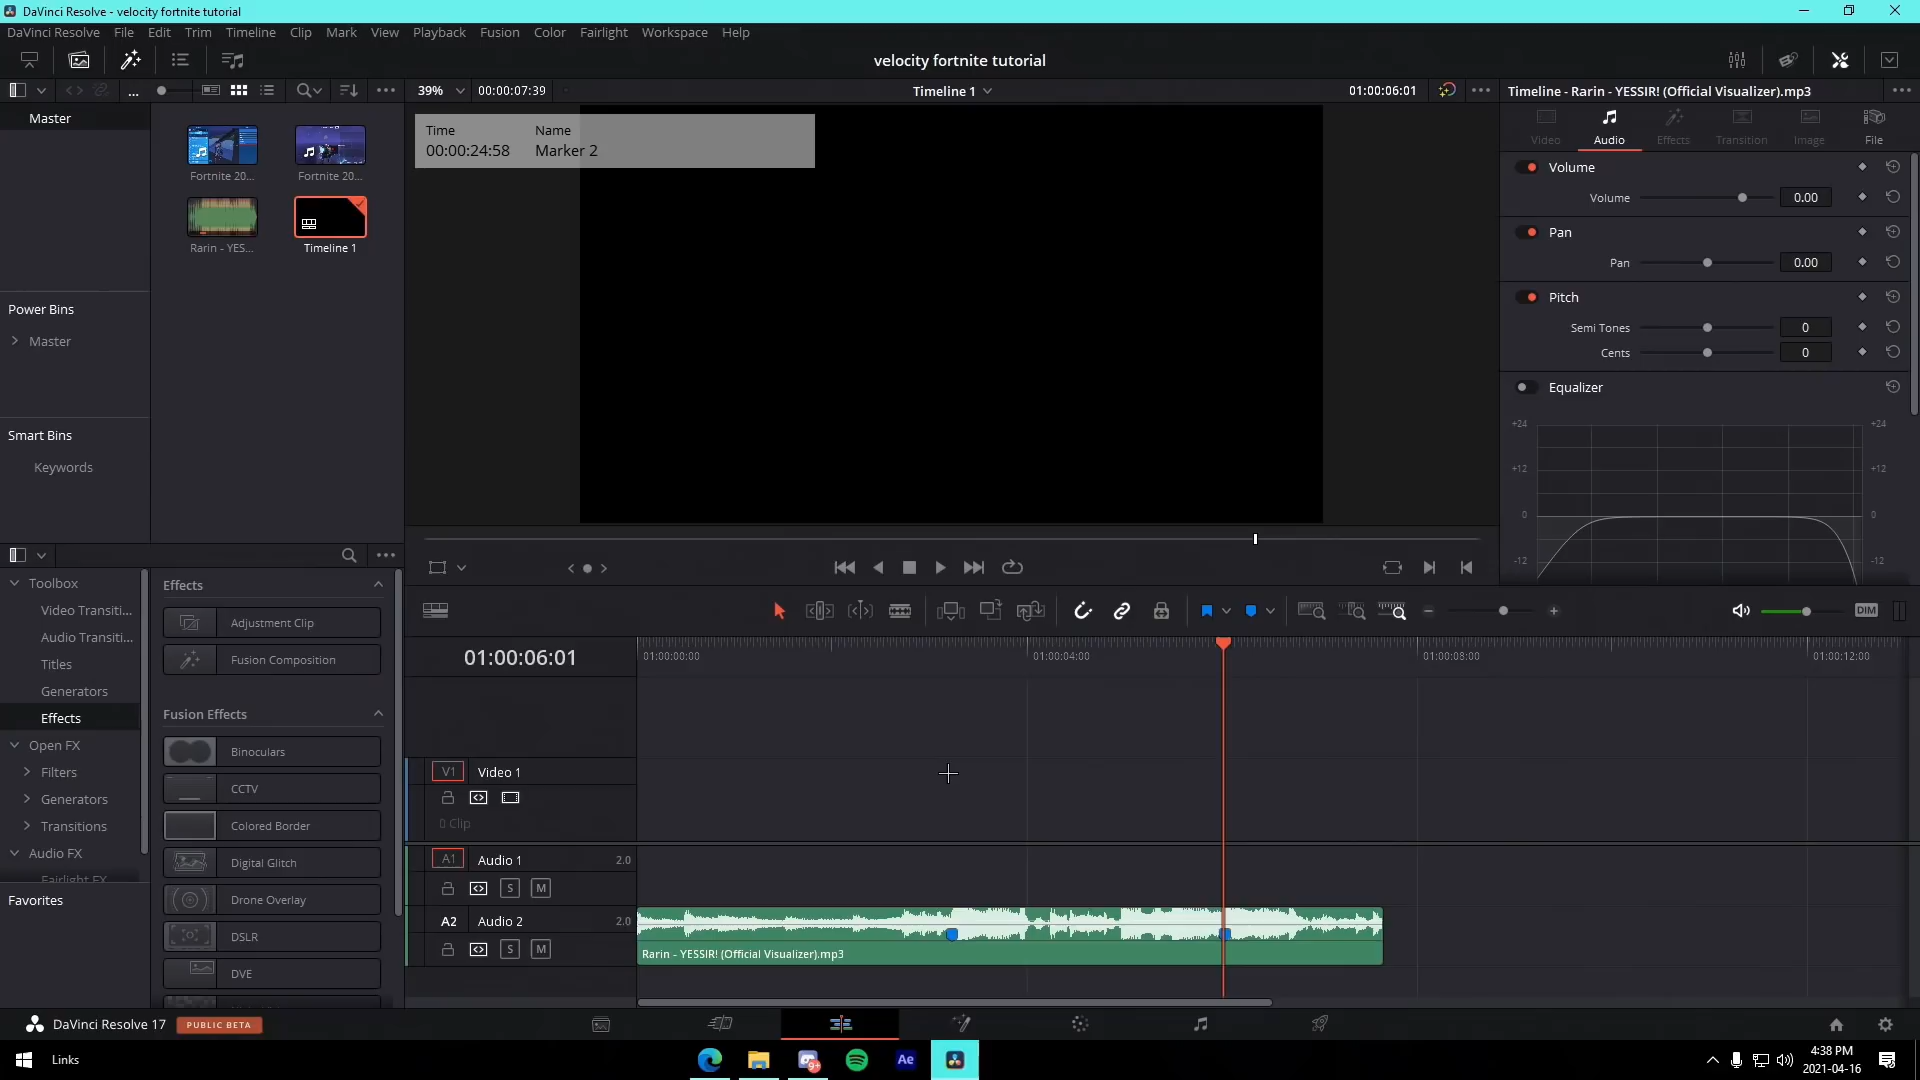 DaVinci Resolve - velocity fortnite tutorial
DaVinci Resolve File Edit Trim Timeline Clip Mark View Playback Fusion Color Fairlight Workspace Help
velocity fortnite tutorial
39% 00:00:07:39 Timeline 1 01:00:06:01 Timeline - Rarin - YESSIR! (Official Visualizer).mp3
Master
Fortnite 20...
Fortnite 20...
Rarin - YES...
Timeline 1
Power Bins
Master
Smart Bins
Keywords
Time Name
00:00:24:58 Marker 2
Video Audio Effects Transition Image File
Volume
Volume 0.00
Pan
Pan 0.00
Pitch
Semi Tones 0
Cents 0
Equalizer
+24 +24
+12 +12
0 0
-12 -12
Toolbox
Video Transiti...
Audio Transiti...
Titles
Generators
Effects
Open FX
Filters
Generators
Transitions
Audio FX
Fairlight FX
Favorites
Effects
Adjustment Clip
Fusion Composition
Fusion Effects
Binoculars
CCTV
Colored Border
Digital Glitch
Drone Overlay
DSLR
DVE
DIM
01:00:06:01
01:00:00:00 01:00:04:00 01:00:08:00 01:00:12:00
V1 Video 1
0 Clip
A1 Audio 1 2.0
S M
A2 Audio 2 2.0
S M
Rarin - YESSIR! (Official Visualizer).mp3
DaVinci Resolve 17 PUBLIC BETA
Links
9+
Ae
4:38 PM
2021-04-16